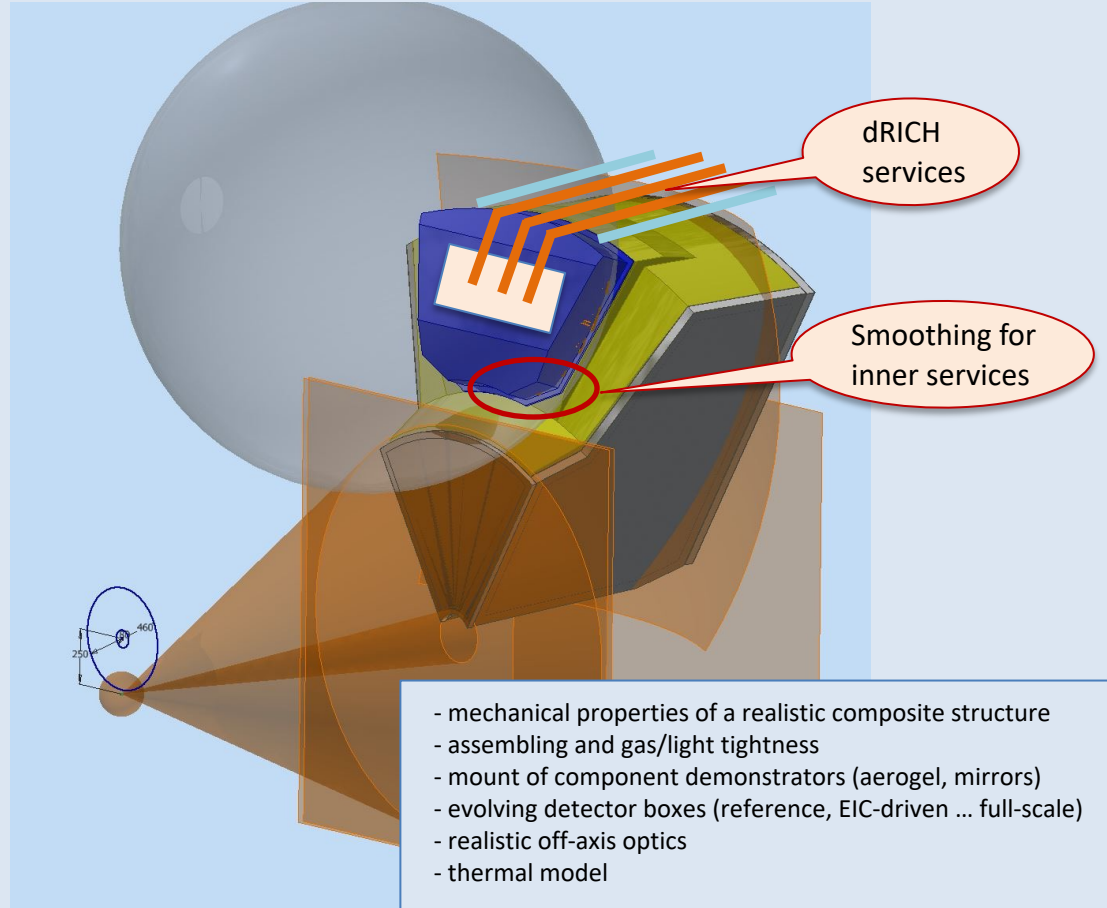 dRICH
services
Smoothing for
inner services
460
250
- mechanical properties of a realistic composite structure
- assembling and gas/light tightness
- mount of component demonstrators (aerogel, mirrors)
- evolving detector boxes (reference, EIC-driven ... full-scale)
- realistic off-axis optics
- thermal model